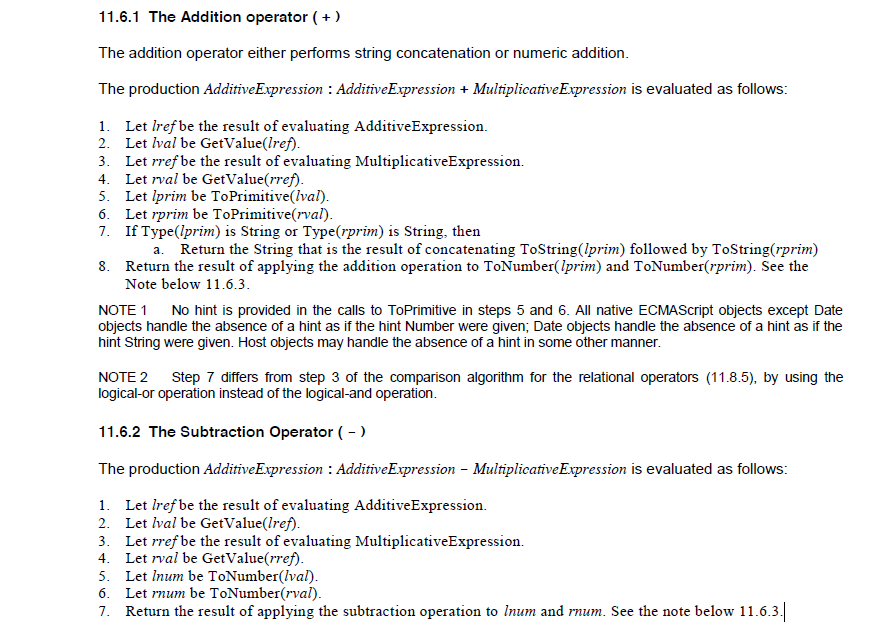 11.6.1 The Addition operator ( + )
The addition operator either performs string concatenation or numeric addition.
The production AdditiveExpression : AdditiveExpression + MultiplicativeExpression is evaluated as follows:
1. Let lref be the result of evaluating AdditiveExpression.
2. Let lval be GetValue(lref).
3. Let rref be the result of evaluating MultiplicativeExpression.
4. Let rval be GetValue(rref).
5. Let lprim be ToPrimitive(lval).
6. Let rprim be ToPrimitive(rval).
7. If Type(lprim) is String or Type(rprim) is String, then
a. Return the String that is the result of concatenating ToString(lprim) followed by ToString(rprim)
8. Return the result of applying the addition operation to ToNumber(lprim) and ToNumber(rprim). See the
Note below 11.6.3.
NOTE 1 No hint is provided in the calls to ToPrimitive in steps 5 and 6. All native ECMAScript objects except Date
objects handle the absence of a hint as if the hint Number were given; Date objects handle the absence of a hint as if the
hint String were given. Host objects may handle the absence of a hint in some other manner.
NOTE 2 Step 7 differs from step 3 of the comparison algorithm for the relational operators (11.8.5), by using the
logical-or operation instead of the logical-and operation.
11.6.2 The Subtraction Operator ( - )
The production AdditiveExpression : AdditiveExpression - MultiplicativeExpression is evaluated as follows:
1. Let lref be the result of evaluating AdditiveExpression.
2. Let lval be GetValue(lref).
3. Let rref be the result of evaluating MultiplicativeExpression.
4. Let rval be GetValue(rref).
5. Let lnum be ToNumber(lval).
6. Let rnum be ToNumber(rval).
7. Return the result of applying the subtraction operation to lnum and rnum. See the note below 11.6.3.